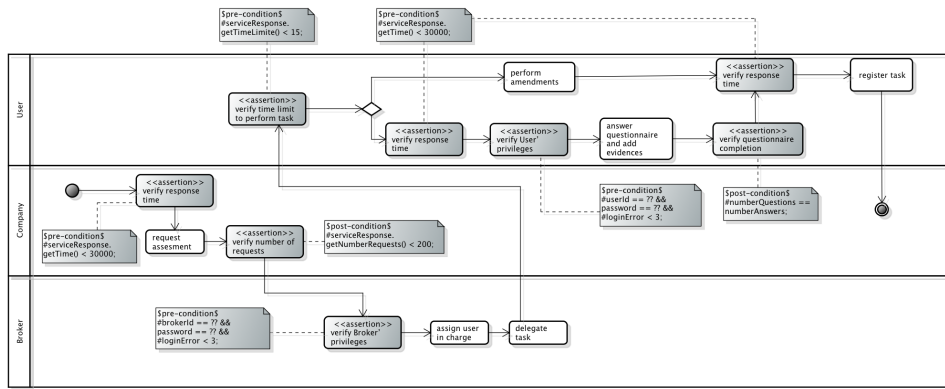 $pre-condition$
#serviceResponse.
getTimeLimite() < 15;
$pre-condition$
#serviceResponse.
getTime() < 30000;
User
<<assertion>>
verify time limit
to perform task
perform
amendments
<<assertion>>
verify response
time
register task
<<assertion>>
verify response
time
<<assertion>>
verify User'
privileges
answer
questionnaire
and add
evidences
<<assertion>>
verify questionnaire
completion
Company
<<assertion>>
verify response
time
$pre-condition$
#userId == ?? &&
password == ?? &&
#loginError < 3;
$post-condition$
#numberQuestions ==
numberAnswers;
$pre-condition$
#serviceResponse.
getTime() < 30000;
request
assesment
<<assertion>>
verify number of
requests
$post-condition$
#serviceResponse.
getNumberRequests() < 200;
Broker
$pre-condition$
#brokerId == ?? &&
password == ?? &&
#loginError < 3;
<<assertion>>
verify Broker'
privileges
assign user
in charge
delegate
task